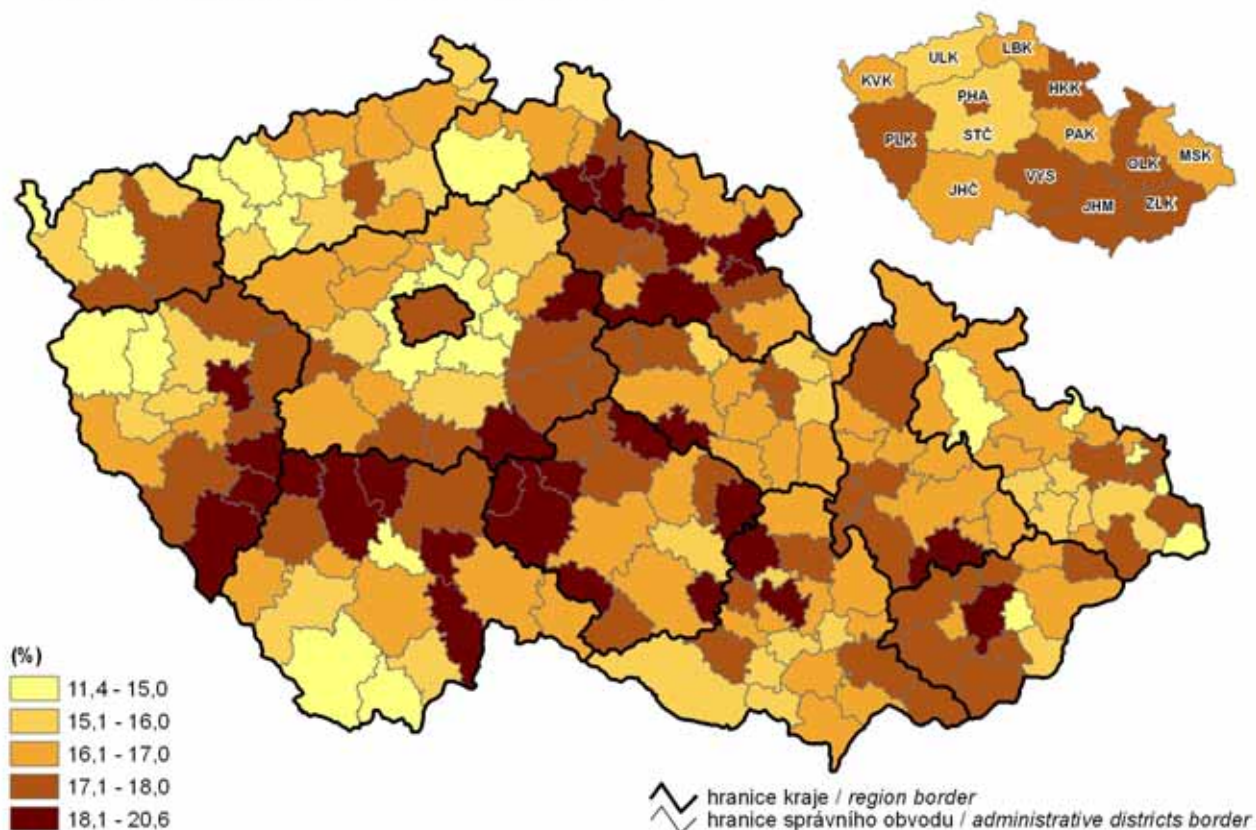 LBK
ULK
KVK
HKK
PHA
STČ
PAK
PLK
MSK
OLK
VYS
JHČ
ZLK
JHM
(%)
11,4 - 15,0
15,1 - 16,0
16,1 - 17,0
17,1 - 18,0
18,1 - 20,6
hranice kraje / region border
hranice správního obvodu / administrative districts border